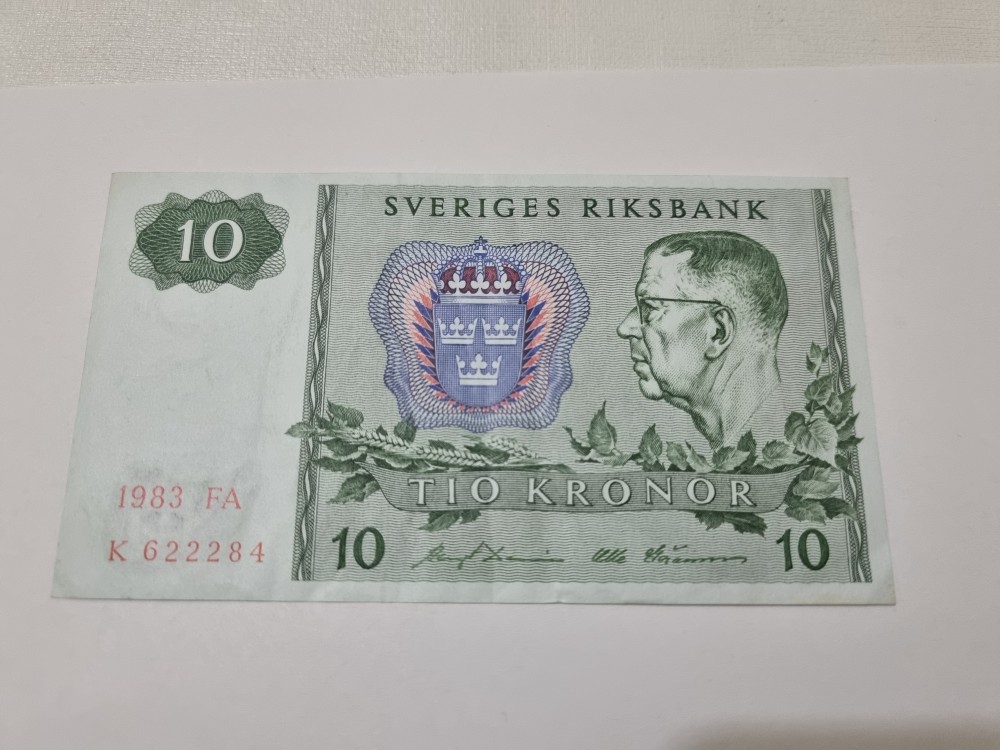 10
SVERIGES RIKSBANK
TIO KRONOR
1983 FA
K 622284
10
10